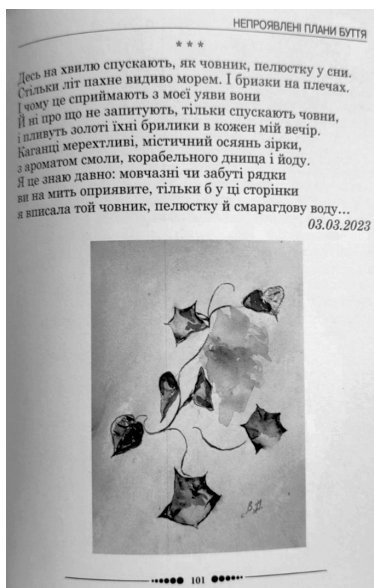 НЕПРОЯВЛЕНІ ПЛАНИ БУТТЯ
* * *
Десь на хвилю спускають, як човник, пелюстку у сни.
Стільки літ пахне видиво морем. І бризки на плечах.
І чому це сприймають з моєї уяви вони
Й ні про що не запитують, тільки спускають човни,
і пливуть золоті їхні брилики в кожен мій вечір.
Каганці мерехтливі, містичний осяянь зірки,
з ароматом смоли, корабельного днища і йоду.
Я це знаю давно: мовчазні чи забуті рядки
ви на мить оприявите, тільки б у ці сторінки
я вписала той човник, пелюстку й смарагдову воду...
03.03.2023
101